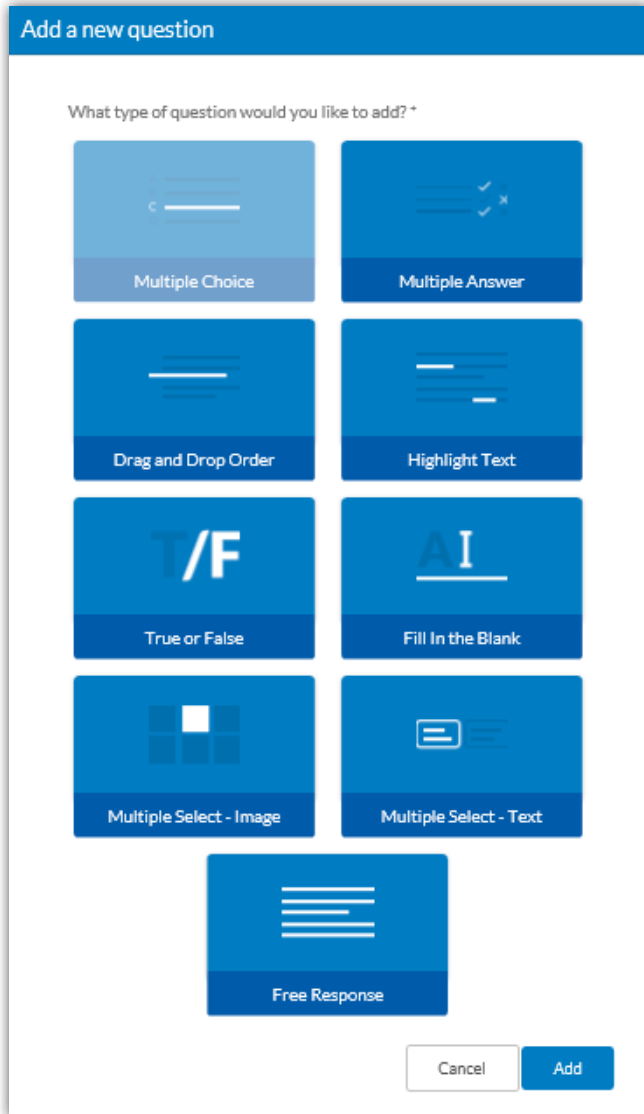 Add a new question
What type of question would you like to add? *
c
Multiple Choice
Multiple Answer
Drag and Drop Order
Highlight Text
T/F
True or False
AI
Fill In the Blank
Multiple Select - Image
Multiple Select - Text
Free Response
Cancel
Add